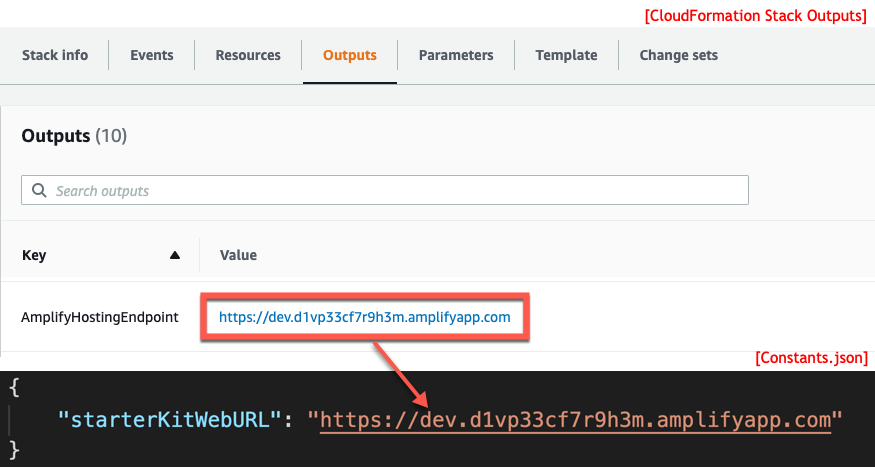 [CloudFormation Stack Outputs]
Stack info Events Resources Outputs Parameters Template Change sets
Outputs (10)
Search outputs
Key Value
AmplifyHostingEndpoint https://dev.d1vp33cf7r9h3m.amplifyapp.com
[Constants.json]
{
"starterKitWebURL": "https://dev.d1vp33cf7r9h3m.amplifyapp.com"
}